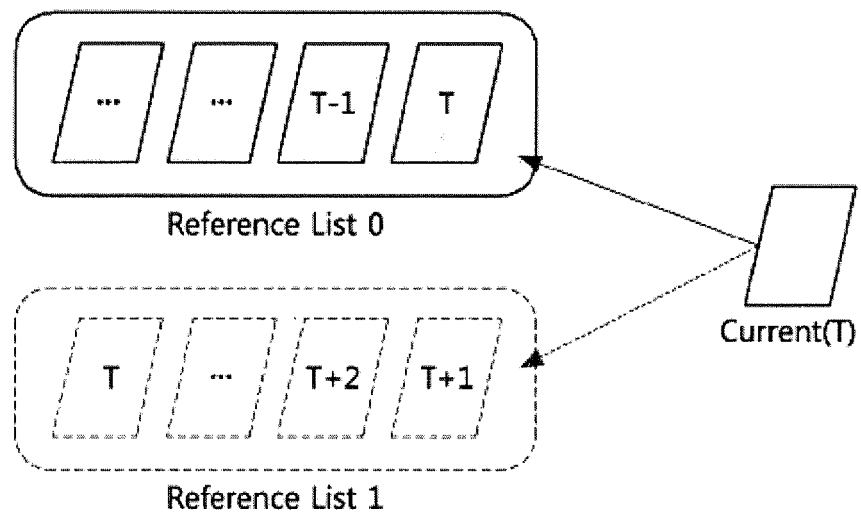 ... ... T-1 T
Reference List 0
Current(T)
T ... T+2 T+1
Reference List 1